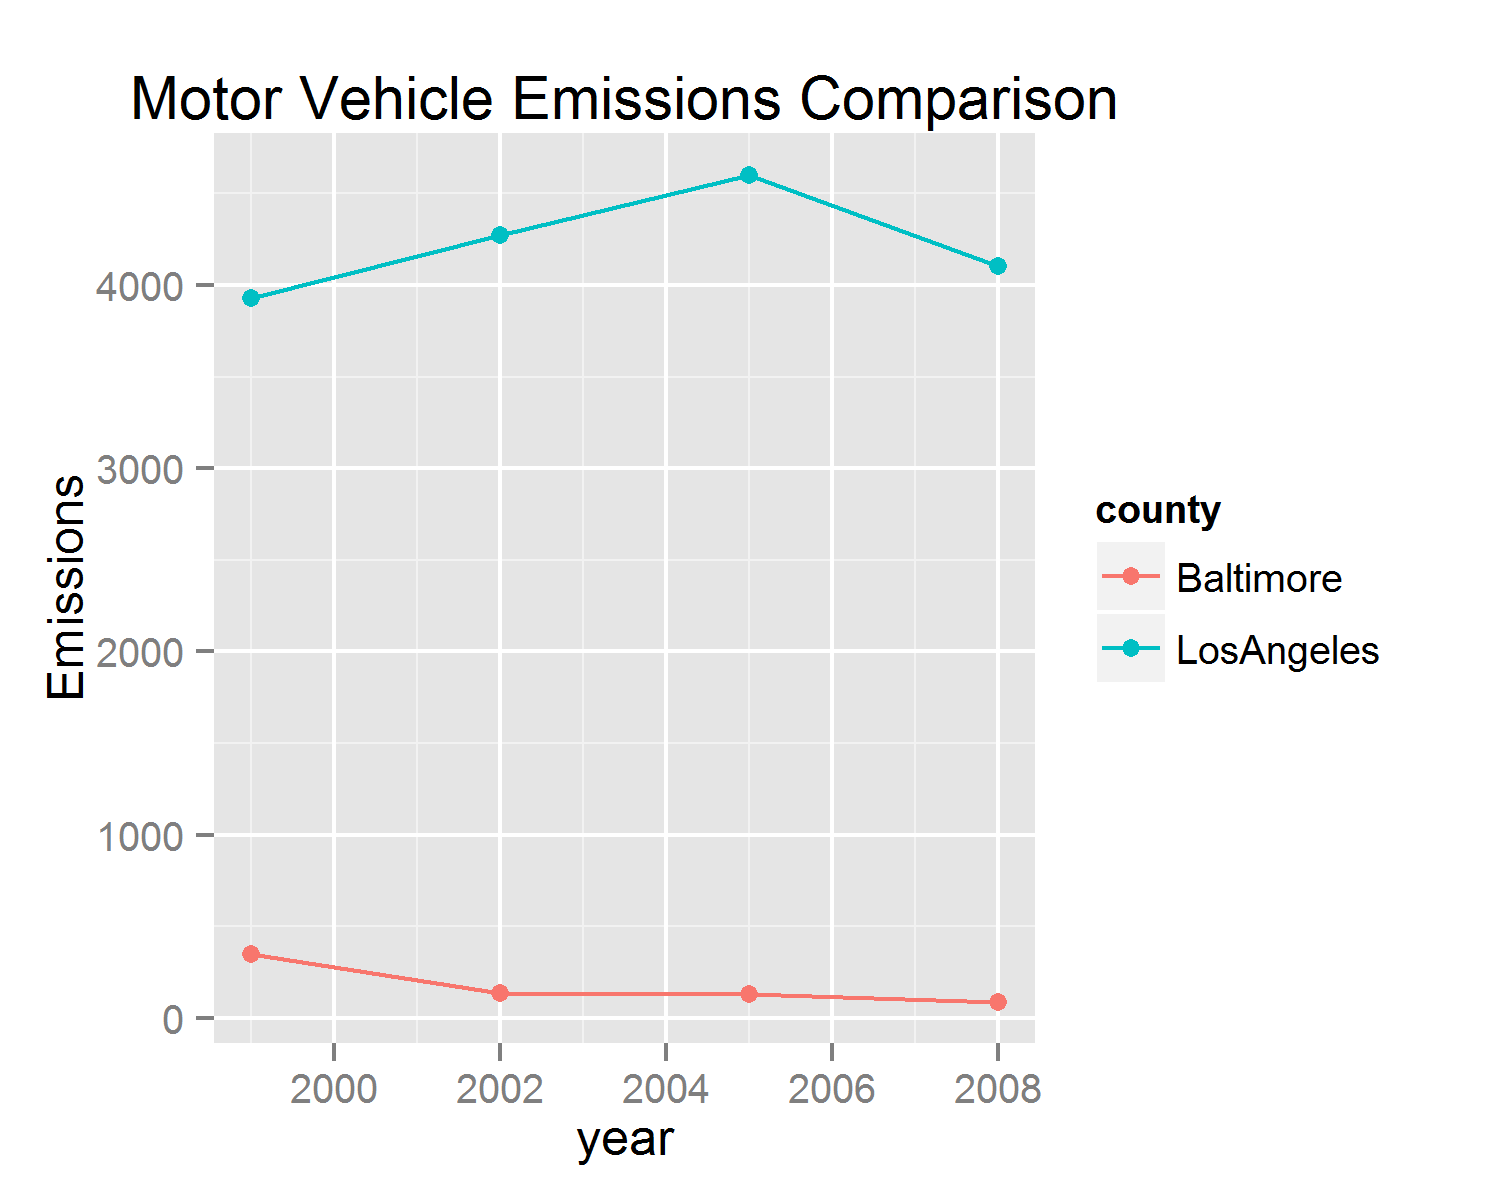 Motor Vehicle Emissions Comparison
Emissions
4000
3000
2000
1000
0
2000 2002 2004 2006 2008
year
county
Baltimore
LosAngeles